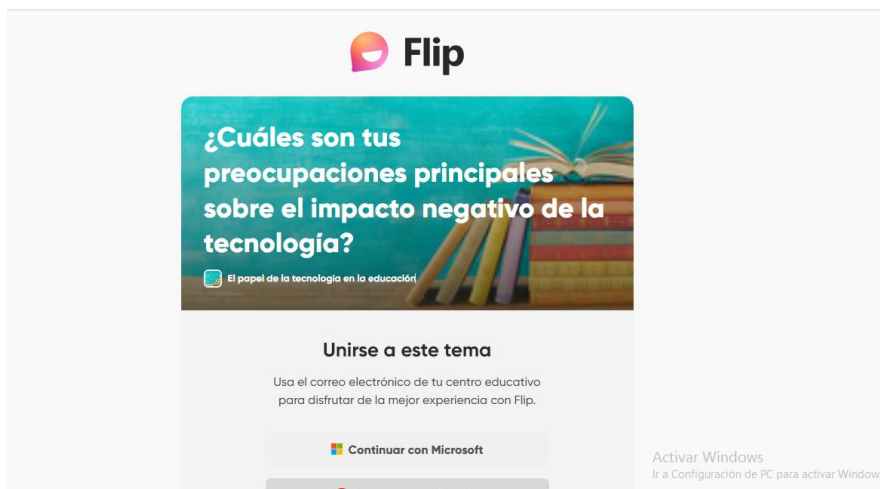 Flip
¿Cuáles son tus
preocupaciones principales
sobre el impacto negativo de la
tecnología?
El papel de la tecnología en la educación
Unirse a este tema
Usa el correo electrónico de tu centro educativo
para disfrutar de la mejor experiencia con Flip.
Continuar con Microsoft
Activar Windows
Ir a Configuración de PC para activar Window